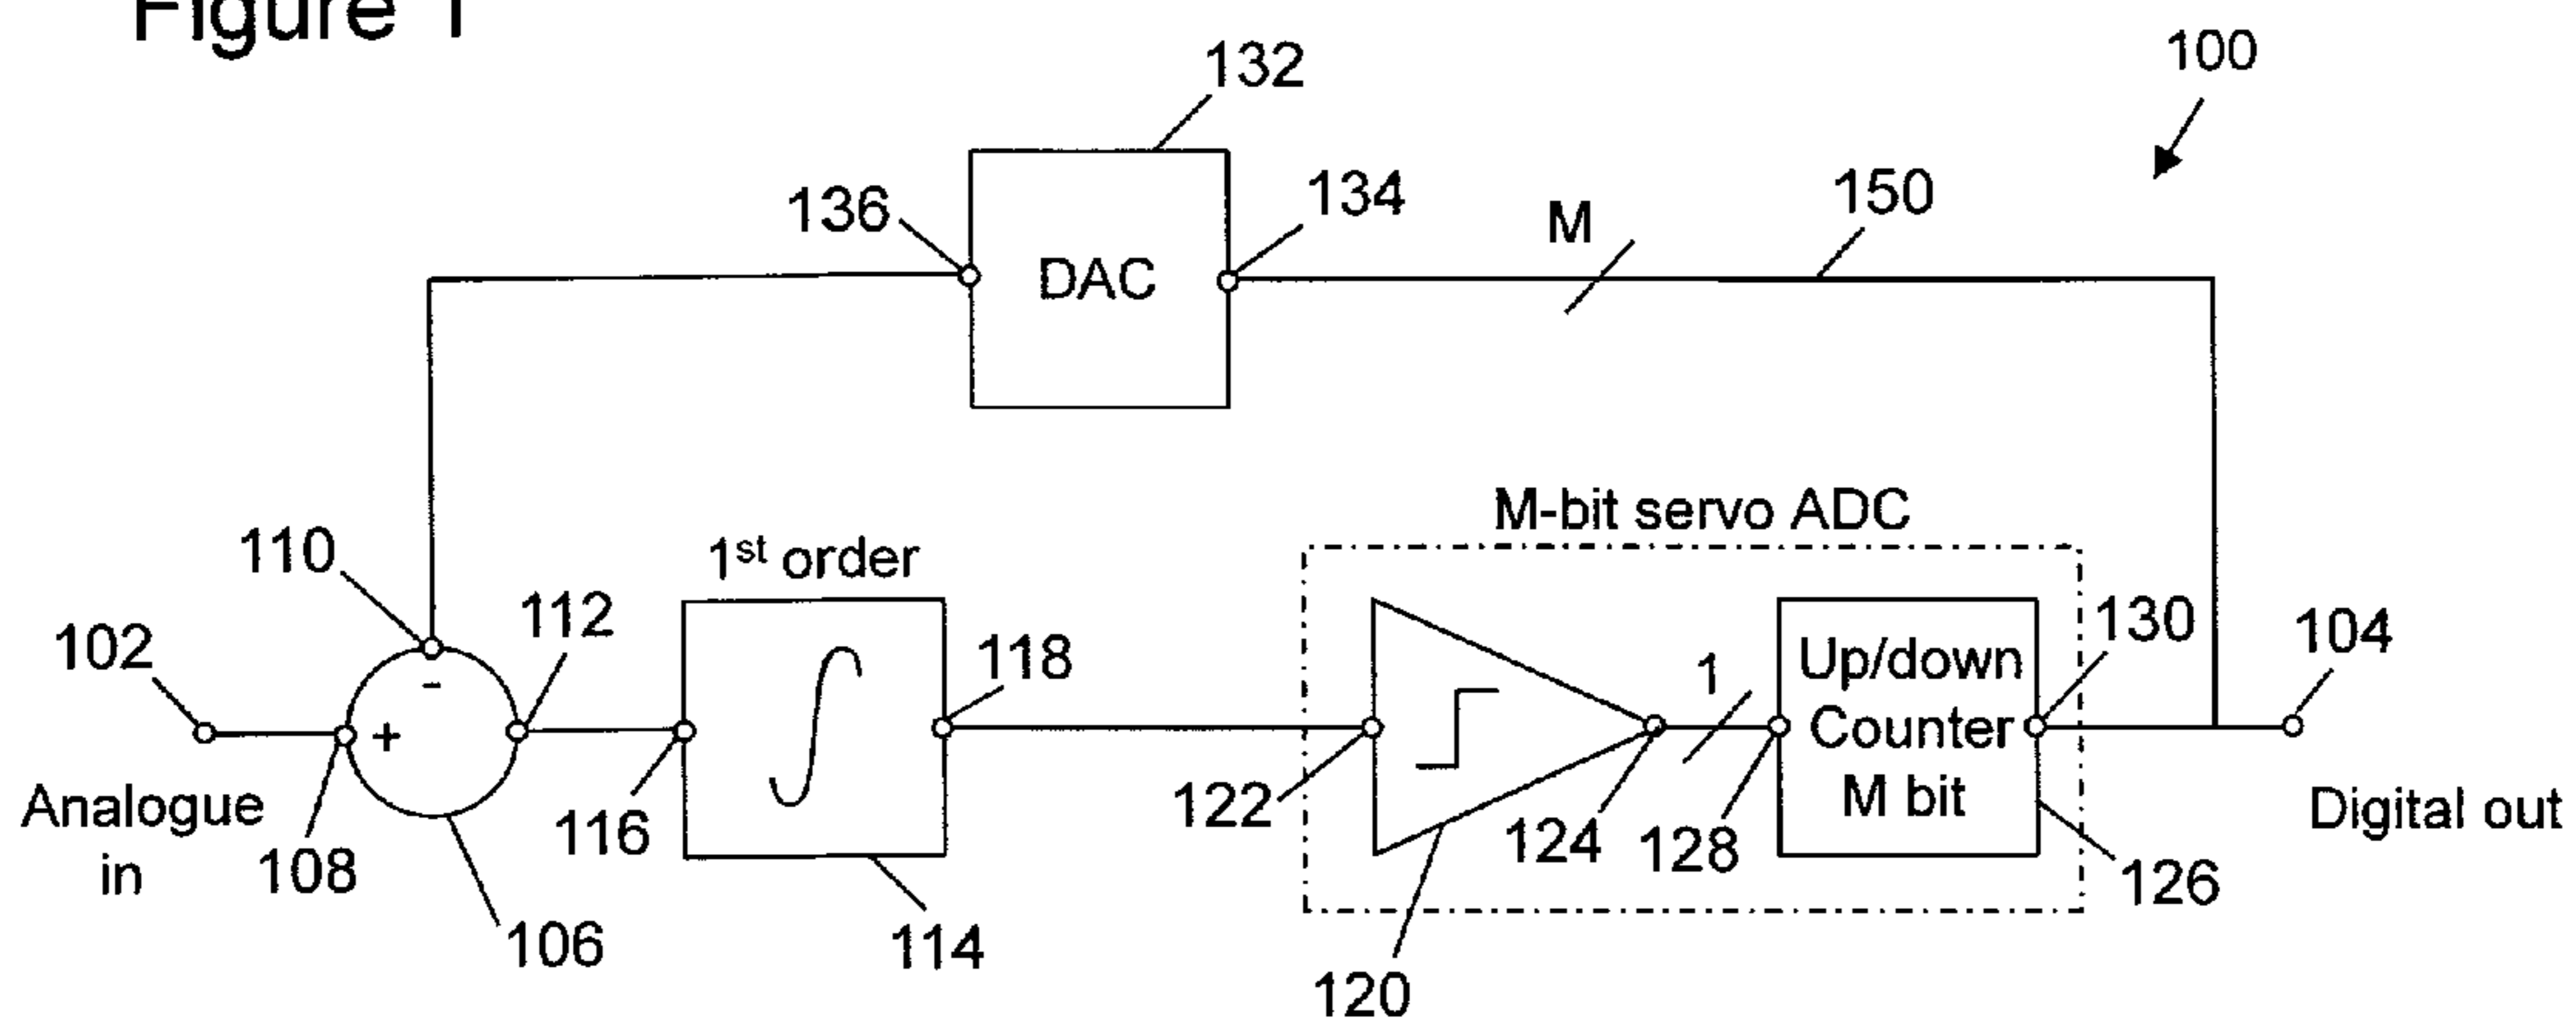 Figure 1
132
100
136
134
M
150
DAC
M-bit servo ADC
110
1st order
112
102
118
130
104
-
+
1
Up/down
Counter
M bit
Analogue
in
108
116
122
124
128
Digital out
126
106
114
120